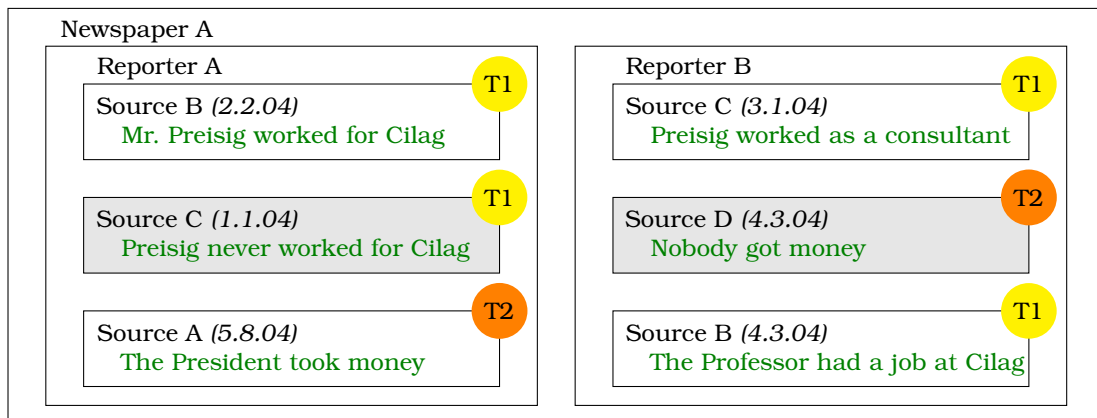 Newspaper A
Reporter A
T1
Source B (2.2.04)
Mr. Preisig worked for Cilag
T1
Source C (1.1.04)
Preisig never worked for Cilag
T2
Source A (5.8.04)
The President took money
Reporter B
T1
Source C (3.1.04)
Preisig worked as a consultant
T2
Source D (4.3.04)
Nobody got money
T1
Source B (4.3.04)
The Professor had a job at Cilag